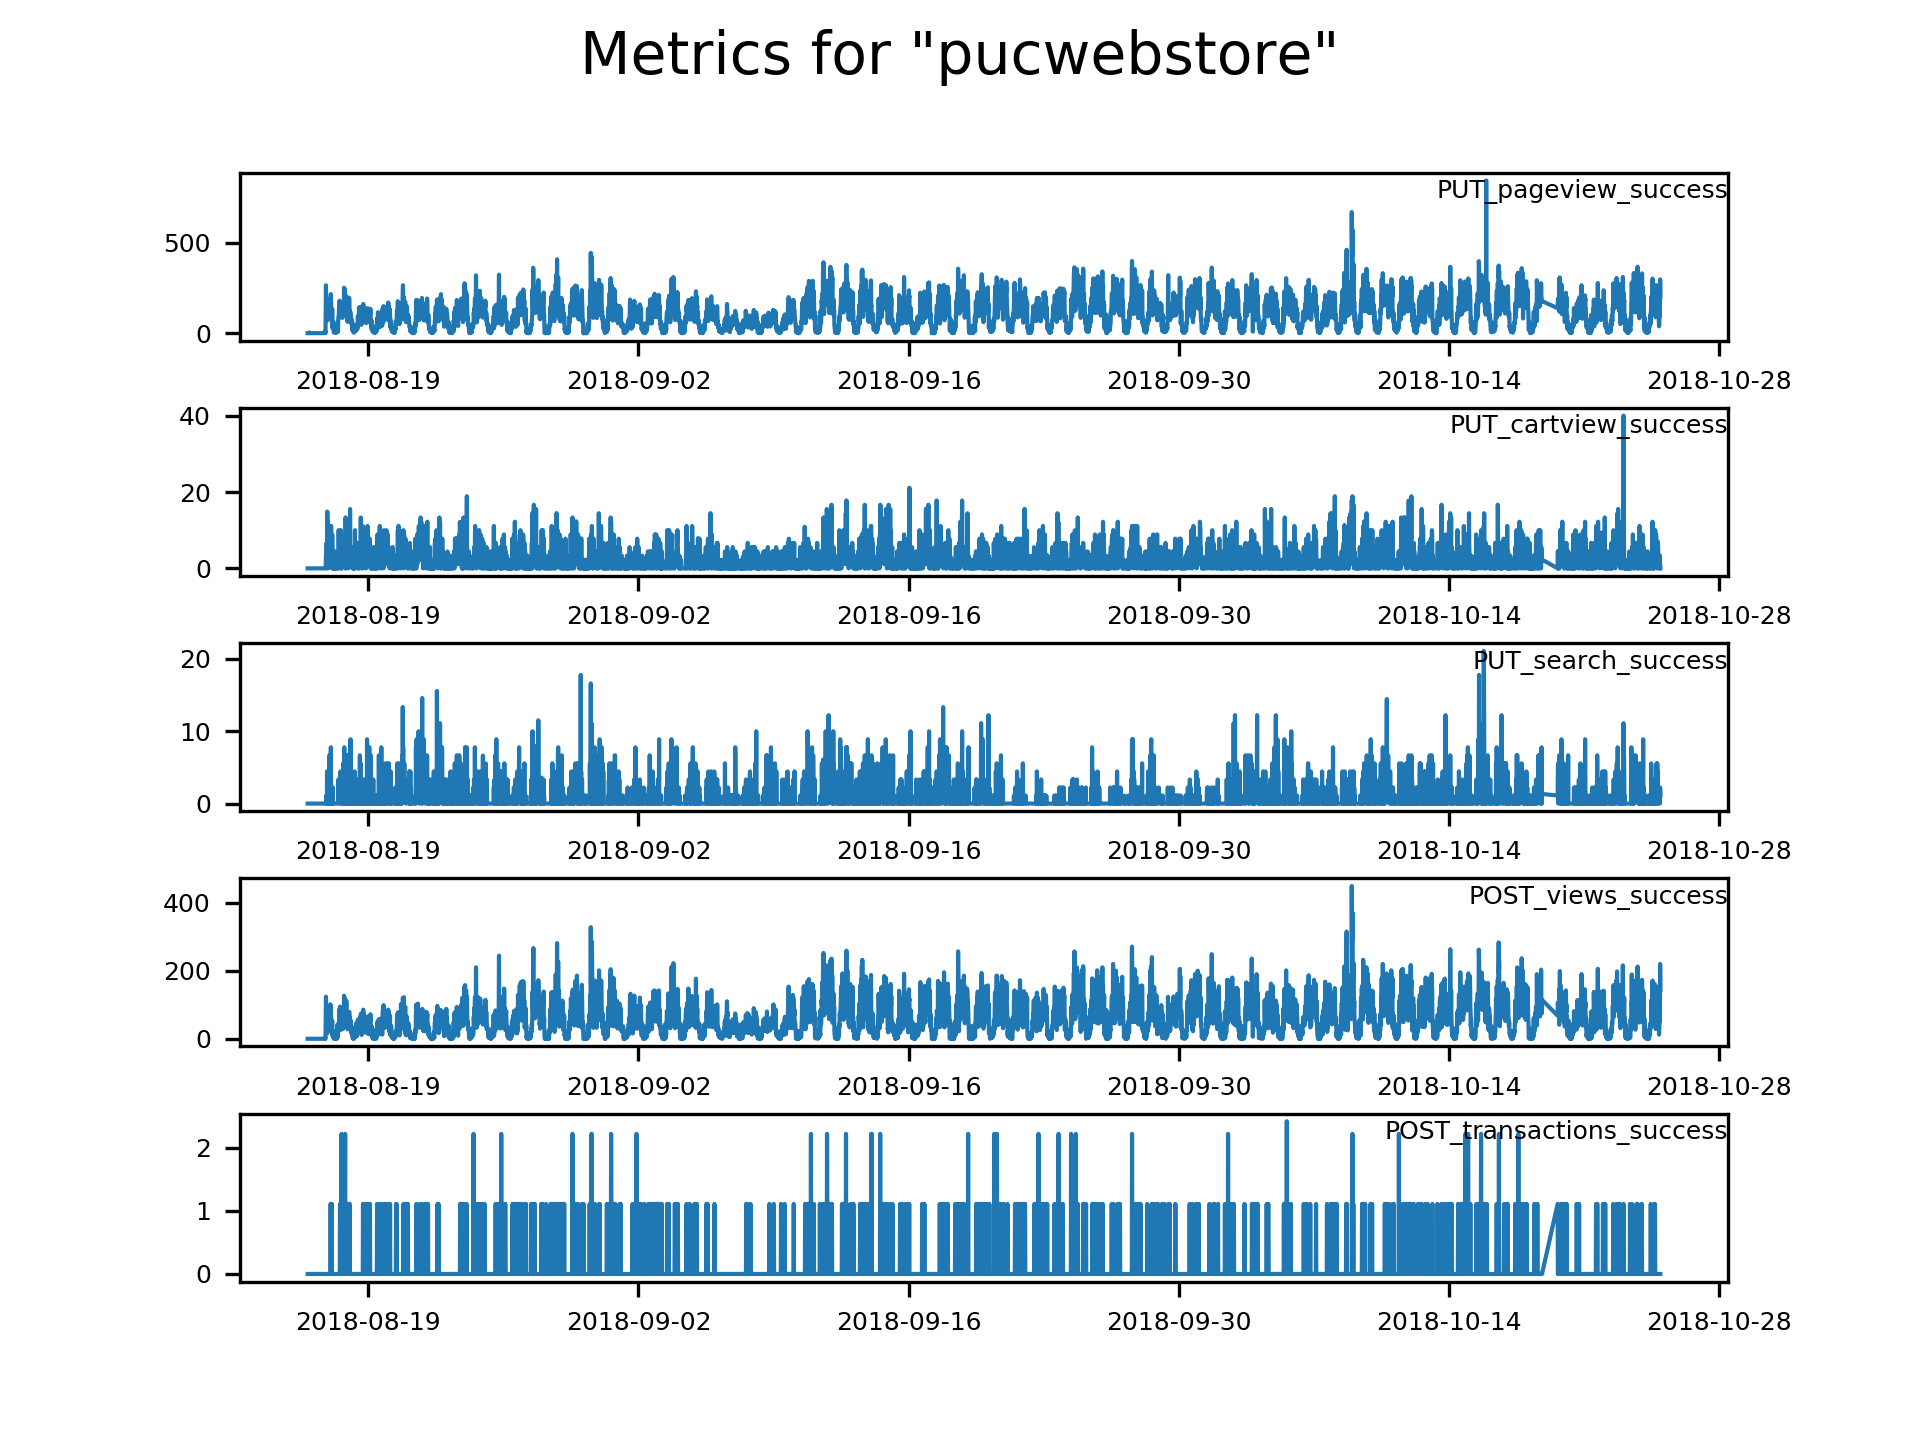 Metrics for "pucwebstore"
PUT_pageview_success
500
0
2018-08-19 2018-09-02 2018-09-16 2018-09-30 2018-10-14 2018-10-28
PUT_cartview_success
40
20
0
2018-08-19 2018-09-02 2018-09-16 2018-09-30 2018-10-14 2018-10-28
PUT_search_success
20
10
0
2018-08-19 2018-09-02 2018-09-16 2018-09-30 2018-10-14 2018-10-28
POST_views_success
400
200
0
2018-08-19 2018-09-02 2018-09-16 2018-09-30 2018-10-14 2018-10-28
POST_transactions_success
2
1
0
2018-08-19 2018-09-02 2018-09-16 2018-09-30 2018-10-14 2018-10-28